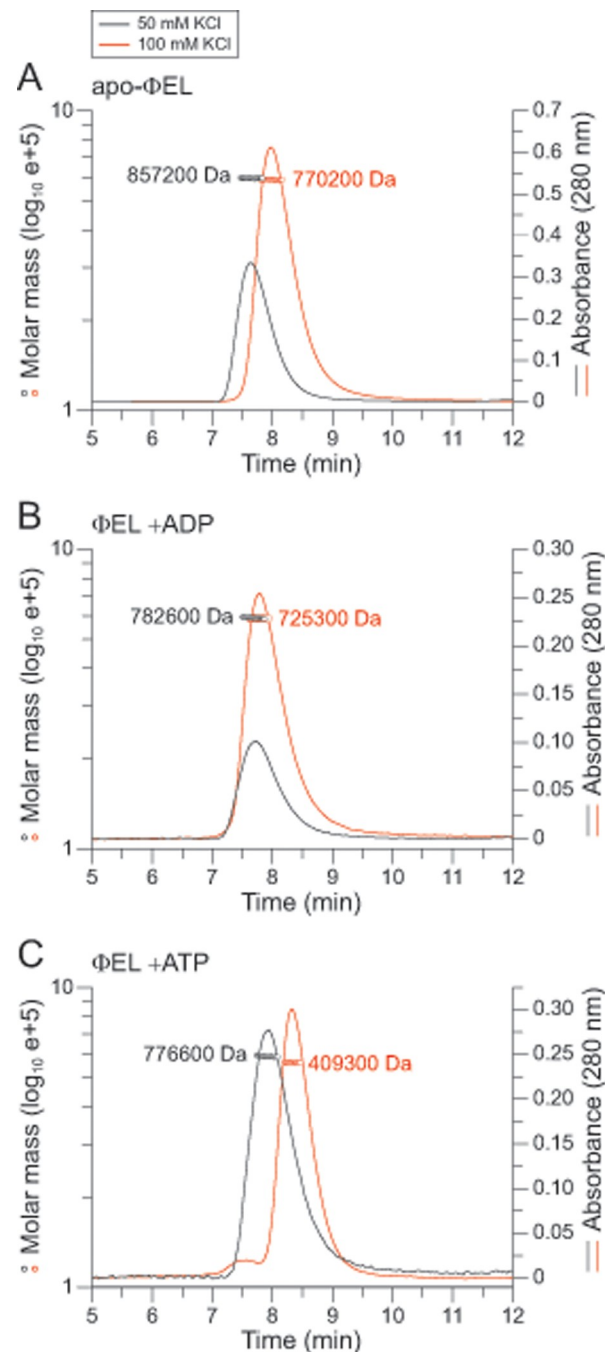 50 mM KCl
100 mM KCl
A
apo-ΦEL
10
1
Molar mass (log₁₀ e+5)
857200 Da
770200 Da
0.7
0.6
0.5
0.4
0.3
0.2
0.1
0
Absorbance (280 nm)
5 6 7 8 9 10 11 12
Time (min)
B
ΦEL +ADP
10
1
Molar mass (log₁₀ e+5)
782600 Da
725300 Da
0.30
0.25
0.20
0.15
0.10
0.05
0
Absorbance (280 nm)
5 6 7 8 9 10 11 12
Time (min)
C
ΦEL +ATP
10
1
Molar mass (log₁₀ e+5)
776600 Da
409300 Da
0.30
0.25
0.20
0.15
0.10
0.05
0
Absorbance (280 nm)
5 6 7 8 9 10 11 12
Time (min)